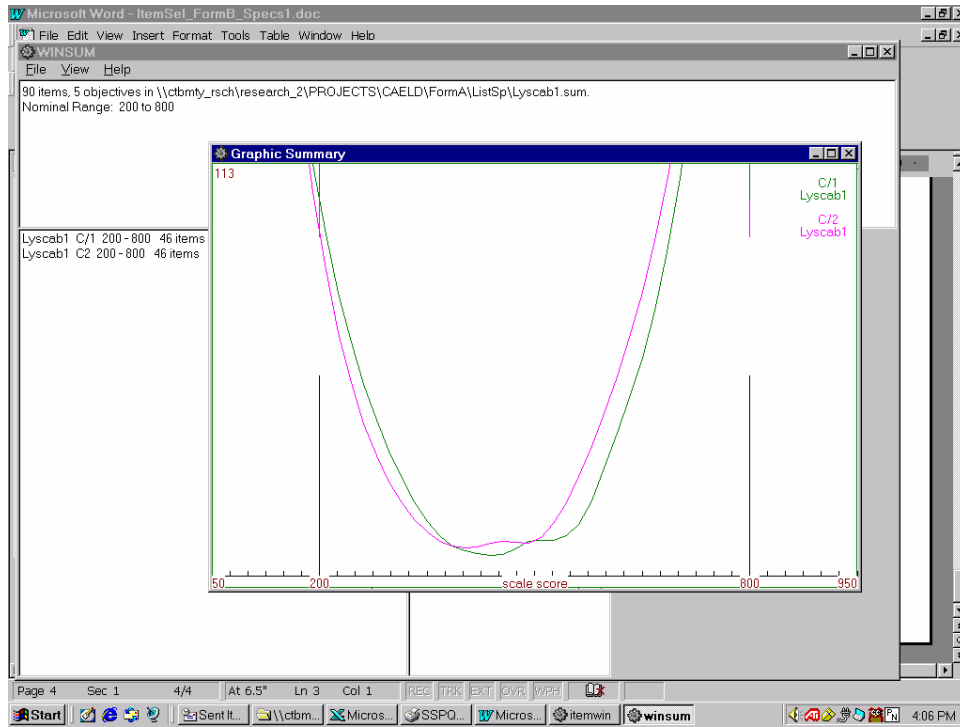 Microsoft Word - ItemSel_FormB_Specs1.doc
File Edit View Insert Format Tools Table Window Help
WINSUM
File View Help
90 items, 5 objectives in \\ctbmty_rsch\research_2\PROJECTS\CAELD\FormA\ListSp\Lyscab1.sum.
Nominal Range: 200 to 800
Graphic Summary
113
C/1
Lyscab1
C/2
Lyscab1
Lyscab1 C/1 200-800 46 items
Lyscab1 C2 200-800 46 items
50 200 scale score 800 950
Page 4 Sec 1 4/4 At 6.5" Ln 3 Col 1 REC TRK EXT OVR WPH
Start Sent It... \\ctbm... Micros... SSPQ... Micros... itemwin winsum 4:06 PM